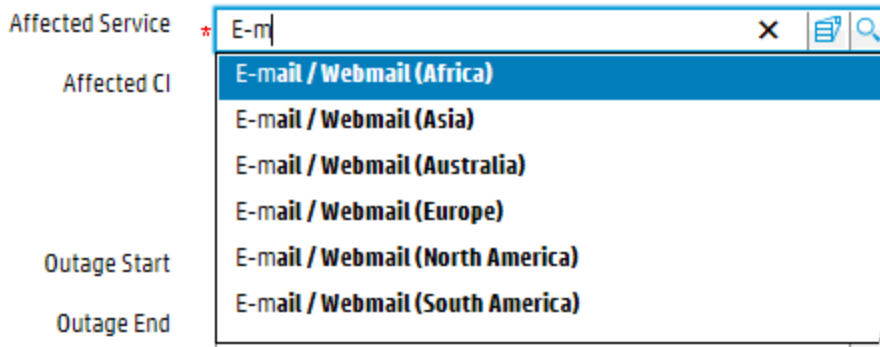 Affected Service * E-m
E-mail / Webmail (Africa)
Affected CI
E-mail / Webmail (Asia)
E-mail / Webmail (Australia)
E-mail / Webmail (Europe)
Outage Start
E-mail / Webmail (North America)
E-mail / Webmail (South America)
Outage End